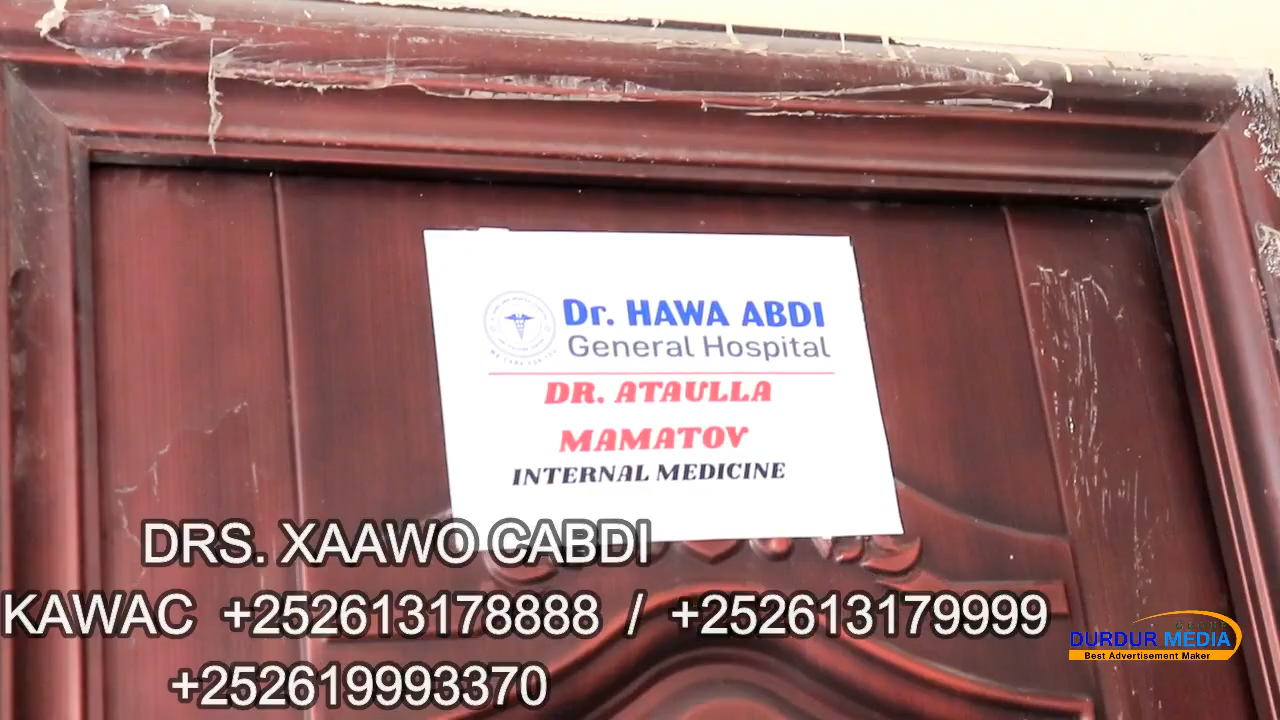 Dr. HAWA ABDI
General Hospital
DR. ATAULLA
MAMATOV
INTERNAL MEDICINE
DRS. XAAWO CABDI
KAWAC +252613178888 / +252613179999
+252619993370
DURDUR MEDIA
Best Advertisement Maker